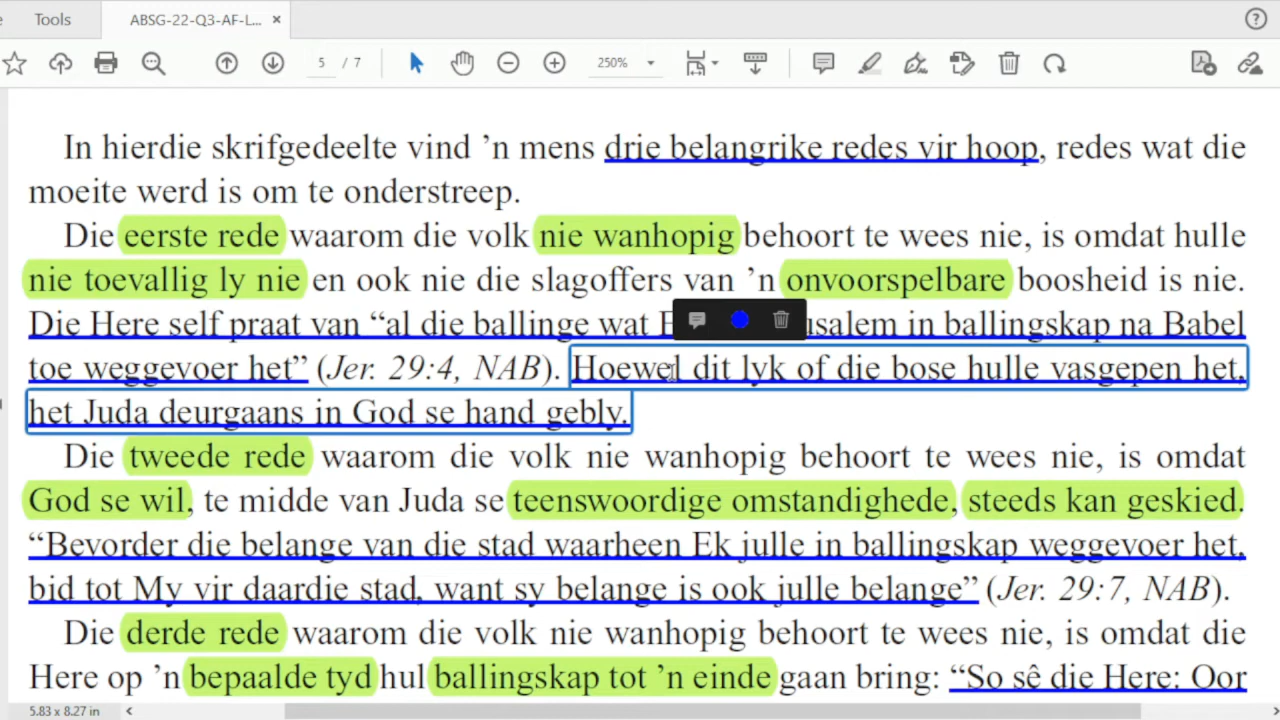 Tools
ABSG-22-Q3-AF-L... ×
5 / 7
250%
In hierdie skrifgedeelte vind ’n mens drie belangrike redes vir hoop, redes wat die
moeite werd is om te onderstreep.
Die eerste rede waarom die volk nie wanhopig behoort te wees nie, is omdat hulle
nie toevallig ly nie en ook nie die slagoffers van ’n onvoorspelbare boosheid is nie.
Die Here self praat van “al die ballinge wat usalem in ballingskap na Babel
toe weggevoer het” (Jer. 29:4, NAB). Hoewel dit lyk of die bose hulle vasgepen het,
het Juda deurgaans in God se hand gebly.
Die tweede rede waarom die volk nie wanhopig behoort te wees nie, is omdat
God se wil, te midde van Juda se teenswoordige omstandighede, steeds kan geskied.
“Bevorder die belange van die stad waarheen Ek julle in ballingskap weggevoer het,
bid tot My vir daardie stad, want sy belange is ook julle belange” (Jer. 29:7, NAB).
Die derde rede waarom die volk nie wanhopig behoort te wees nie, is omdat die
Here op ’n bepaalde tyd hul ballingskap tot ’n einde gaan bring: “So sê die Here: Oor
5.83 x 8.27 in